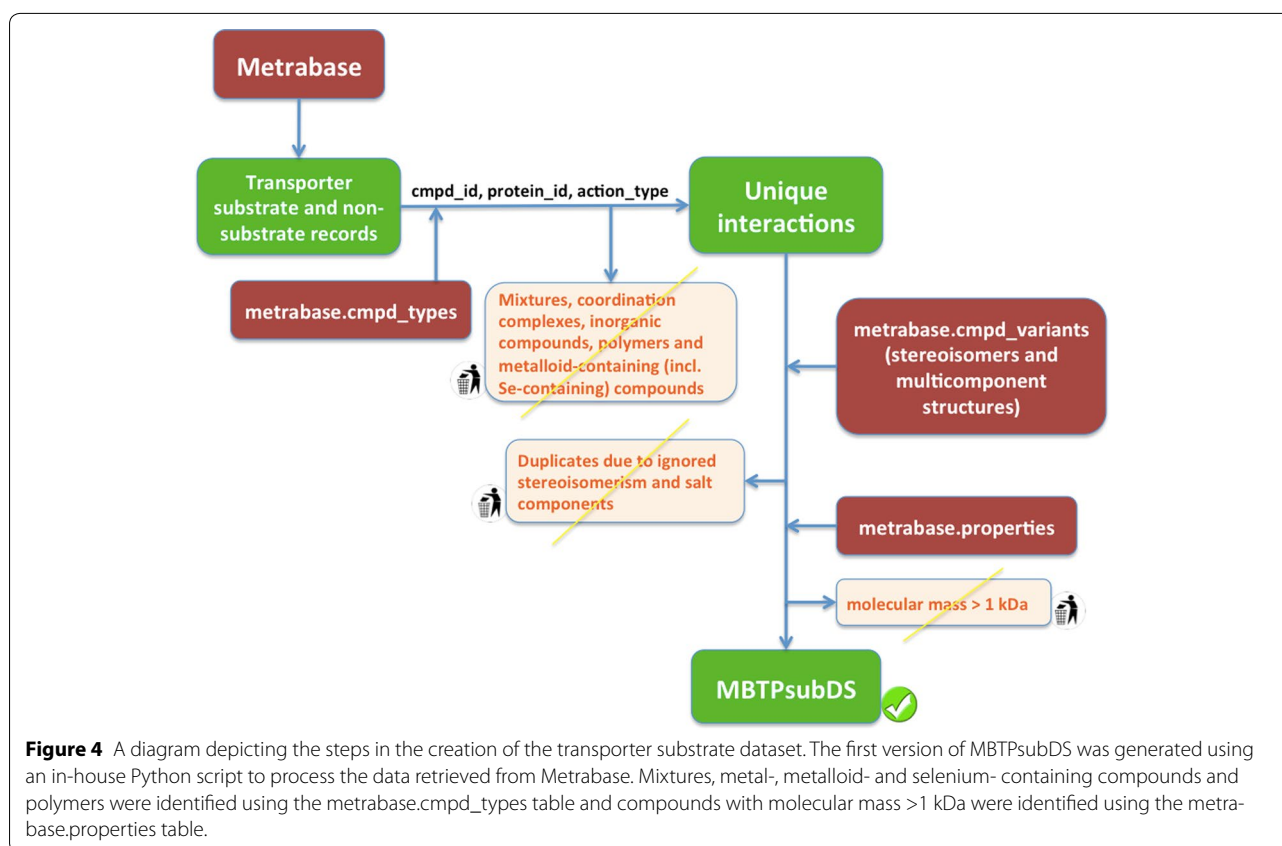 Metrabase
Transporter
substrate and non-
substrate records
cmpd_id, protein_id, action_type
Unique
interactions
metrabase.cmpd_types
Mixtures, coordination
complexes, inorganic
compounds, polymers and
metalloid-containing (incl.
Se-containing) compounds
metrabase.cmpd_variants
(stereoisomers and
multicomponent
structures)
Duplicates due to ignored
stereoisomerism and salt
components
metrabase.properties
molecular mass > 1 kDa
MBTPsubDS
Figure 4 A diagram depicting the steps in the creation of the transporter substrate dataset. The first version of MBTPsubDS was generated using
an in-house Python script to process the data retrieved from Metrabase. Mixtures, metal-, metalloid- and selenium- containing compounds and
polymers were identified using the metrabase.cmpd_types table and compounds with molecular mass >1 kDa were identified using the metra-
base.properties table.